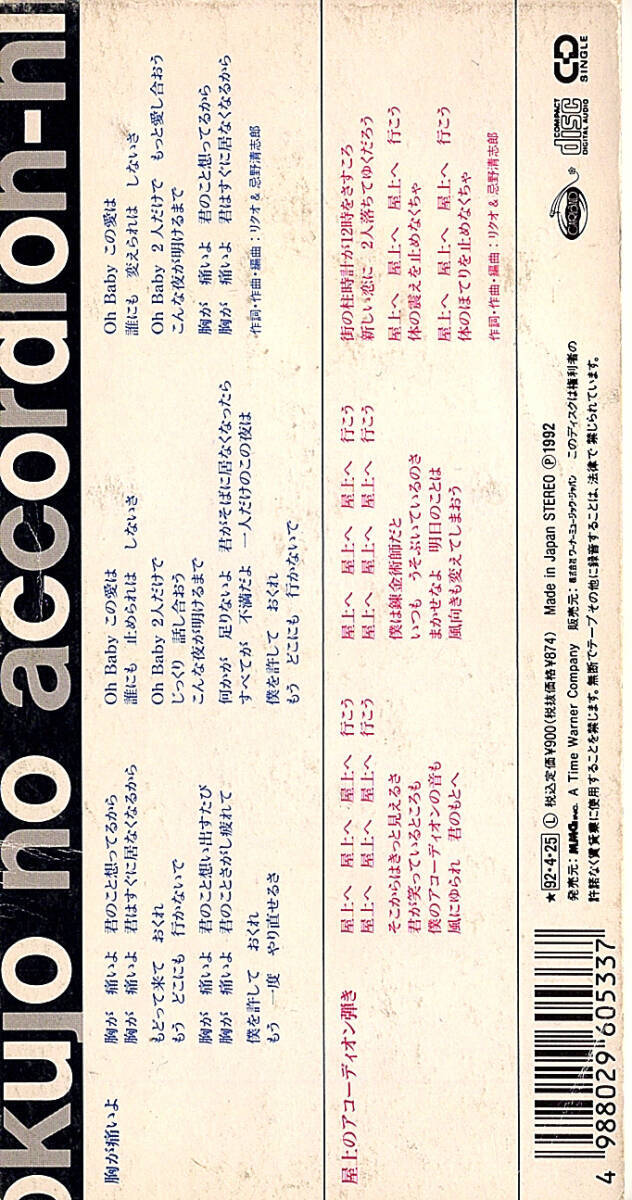 okujo no accordion-hi
胸が痛いよ
胸が 痛いよ 君のこと想ってるから
胸が 痛いよ 君はすぐに居なくなるから
もどって来て おくれ
もう どこにも 行かないで
胸が 痛いよ 君のこと想い出すたび
胸が 痛いよ 君のことさがし疲れて
僕を許して おくれ
もう 一度 やり直せるさ
Oh Baby この愛は
誰にも 止められは しないさ
Oh Baby 2人だけで
じっくり 話し合おう
こんな夜が明けるまで
何かが 足りないよ 君がそばに居なくなったら
すべてが 不満だよ 一人だけのこの夜は
僕を許して おくれ
もう どこにも 行かないで
Oh Baby この愛は
誰にも 変えられは しないさ
Oh Baby 2人だけで もっと愛し合おう
こんな夜が明けるまで
胸が 痛いよ 君のこと想ってるから
胸が 痛いよ 君はすぐに居なくなるから
作詞・作曲・編曲：リクオ＆忌野清志郎
屋上のアコーディオン弾き
屋上へ 屋上へ 屋上へ 行こう
屋上へ 屋上へ 屋上へ 行こう
そこからはきっと見えるさ
君が笑っているところも
僕のアコーディオンの音も
風にゆられ 君のもとへ
屋上へ 屋上へ 屋上へ 行こう
屋上へ 屋上へ 屋上へ 行こう
僕は錬金術師だと
いつも うそぶいているのさ
まかせなよ 明日のことは
風向きも変えてしまおう
街の柱時計が12時をさすころ
新しい恋に 2人落ちてゆくだろう
屋上へ 屋上へ 屋上へ 行こう
体の震えを止めなくちゃ
屋上へ 屋上へ 屋上へ 行こう
体のほてりを止めなくちゃ
作詞・作曲・編曲：リクオ＆忌野清志郎
★92・4・25 Ⓛ 税込定価¥900(税抜価格¥874) Made in Japan STEREO Ⓟ1992
発売元：MMG INC. A Time Warner Company 販売元：株式会社ワーナーミュージック・ジャパン このディスクは権利者の
許諾なく賃貸業に使用することを禁じます。無断でテープその他に録音することは、法律で禁じられています。
4 988029 605337
COMPACT
disc
DIGITAL AUDIO
CD
SINGLE